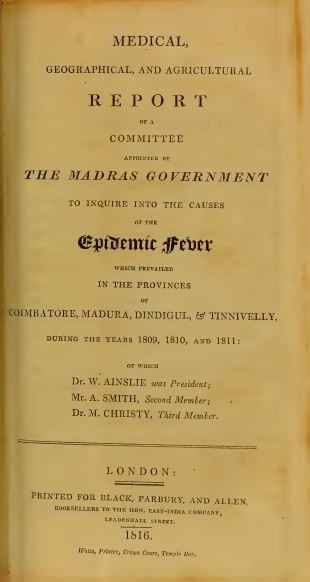 MEDICAL,
GEOGRAPHICAL, AND AGRICULTURAL
REPORT
OF A
COMMITTEE
APPOINTED BY
THE MADRAS GOVERNMENT
TO INQUIRE INTO THE CAUSES
OF THE
Epidemic Fever
WHICH PREVAILED
IN THE PROVINCES
OF
COIMBATORE, MADURA, DINDIGUL, & TINNIVELLY,
DURING THE YEARS 1809, 1810, AND 1811:
OF WHICH
Dr. W. AINSLIE was President;
Mr. A. SMITH, Second Member;
Dr. M. CHRISTY, Third Member.
LONDON:
PRINTED FOR BLACK, PARBURY, AND ALLEN,
BOOKSELLERS TO THE HON. EAST-INDIA COMPANY,
LEADENHALL STREET.
1816.
Watts, Printer, Crown Court, Temple Bar.